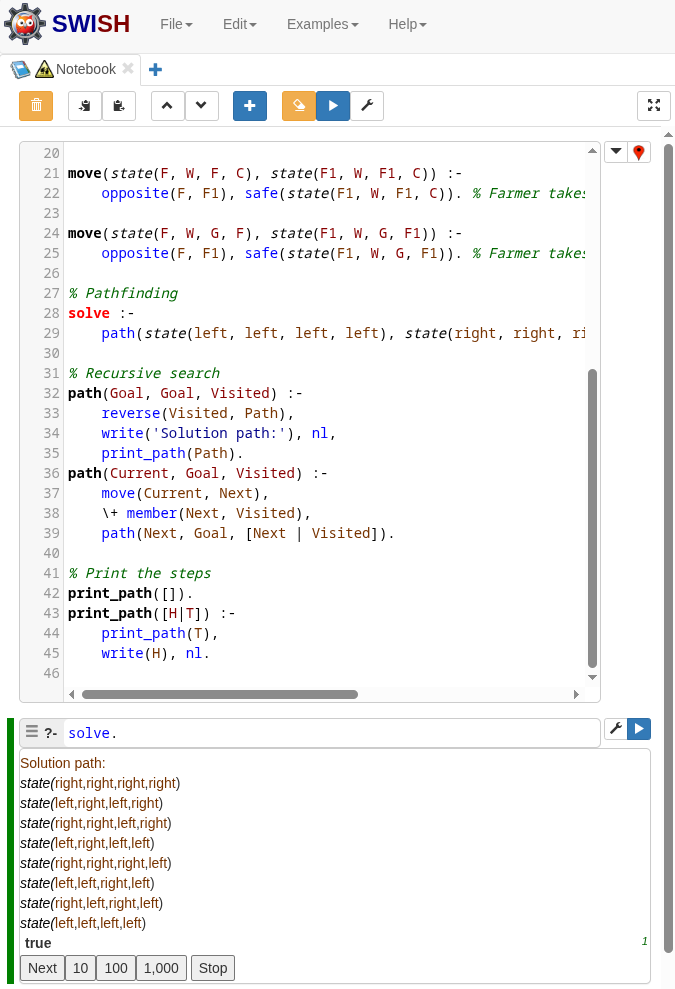 SWISH File Edit Examples Help
Notebook
20
21 move(state(F, W, F, C), state(F1, W, F1, C)) :-
22     opposite(F, F1), safe(state(F1, W, F1, C)). % Farmer takes
23
24 move(state(F, W, G, F), state(F1, W, G, F1)) :-
25     opposite(F, F1), safe(state(F1, W, G, F1)). % Farmer takes
26
27 % Pathfinding
28 solve :-
29     path(state(left, left, left, left), state(right, right, ri
30
31 % Recursive search
32 path(Goal, Goal, Visited) :-
33     reverse(Visited, Path),
34     write('Solution path:'), nl,
35     print_path(Path).
36 path(Current, Goal, Visited) :-
37     move(Current, Next),
38     \+ member(Next, Visited),
39     path(Next, Goal, [Next | Visited]).
40
41 % Print the steps
42 print_path([]).
43 print_path([H|T]) :-
44     print_path(T),
45     write(H), nl.
46
?- solve.
Solution path:
state(right,right,right,right)
state(left,right,left,right)
state(right,right,left,right)
state(left,right,left,left)
state(right,right,right,left)
state(left,left,right,left)
state(right,left,right,left)
state(left,left,left,left)
true 1
Next 10 100 1,000 Stop